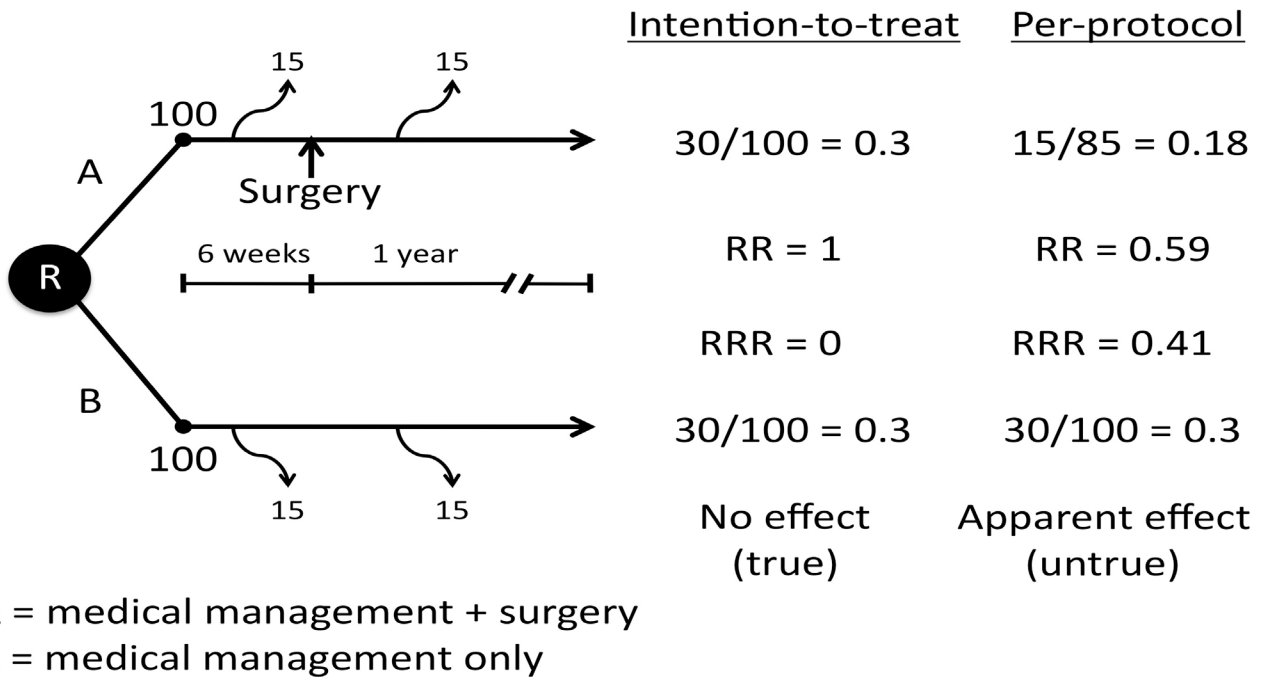 Intention-to-treat Per-protocol
15 15
100
30/100 = 0.3 15/85 = 0.18
A
Surgery
6 weeks 1 year
RR = 1 RR = 0.59
R
RRR = 0 RRR = 0.41
B
30/100 = 0.3 30/100 = 0.3
100
15 15
No effect Apparent effect
(true) (untrue)
= medical management + surgery
= medical management only